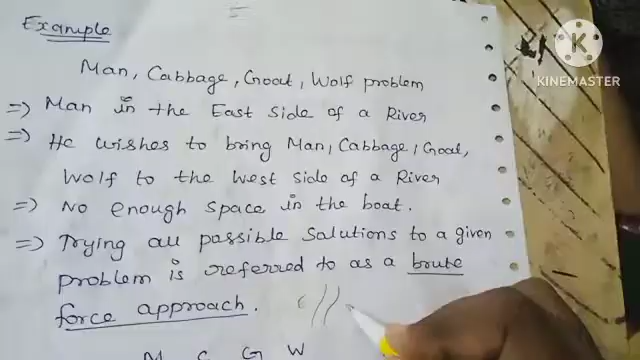 Example
Man, Cabbage, Goat, Wolf problem
=> Man in the East side of a River
=> He wishes to bring Man, Cabbage, Goat,
Wolf to the West side of a River
=> No enough space in the boat.
=> Trying all possible solutions to a given
problem is referred to as a brute
force approach.
M C G W
K
KINEMASTER